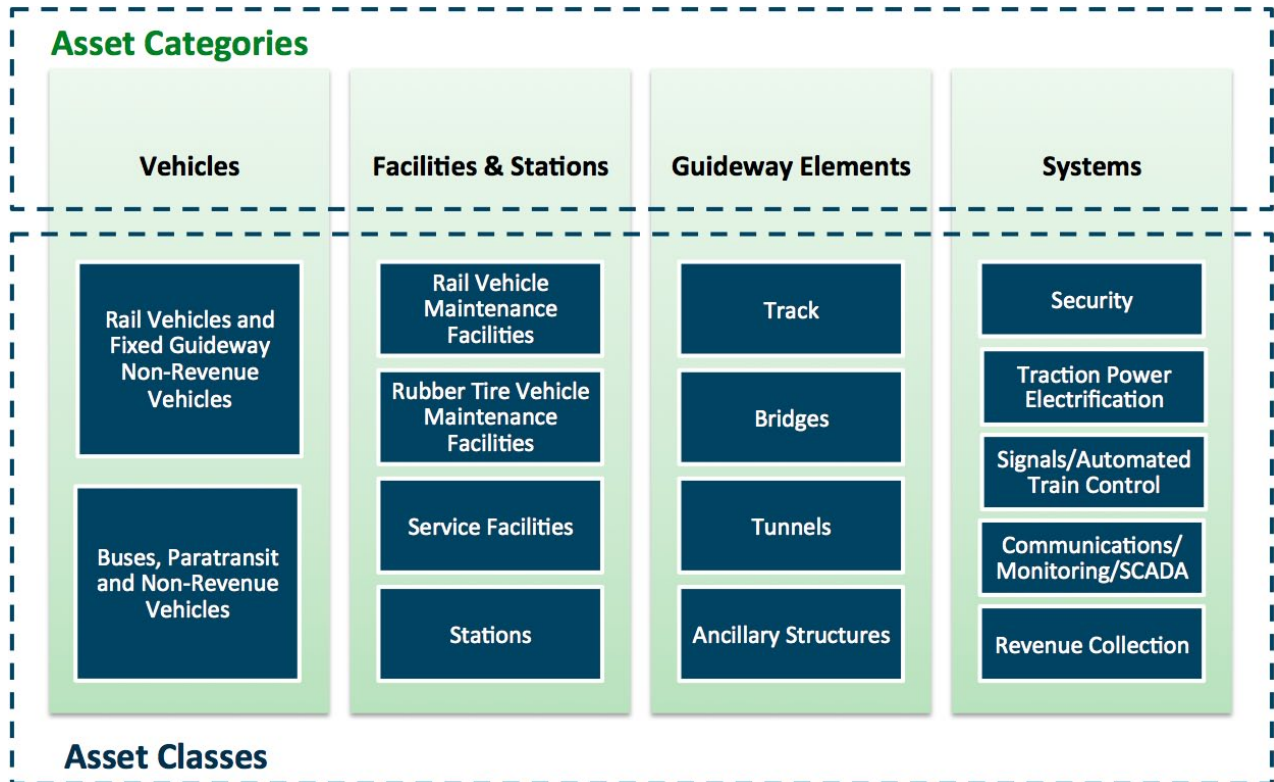 Asset Categories
Vehicles
Facilities & Stations
Guideway Elements
Systems
Rail Vehicles and
Fixed Guideway
Non-Revenue
Vehicles
Buses, Paratransit
and Non-Revenue
Vehicles
Rail Vehicle
Maintenance
Facilities
Rubber Tire Vehicle
Maintenance
Facilities
Service Facilities
Stations
Track
Bridges
Tunnels
Ancillary Structures
Security
Traction Power
Electrification
Signals/Automated
Train Control
Communications/
Monitoring/SCADA
Revenue Collection
Asset Classes